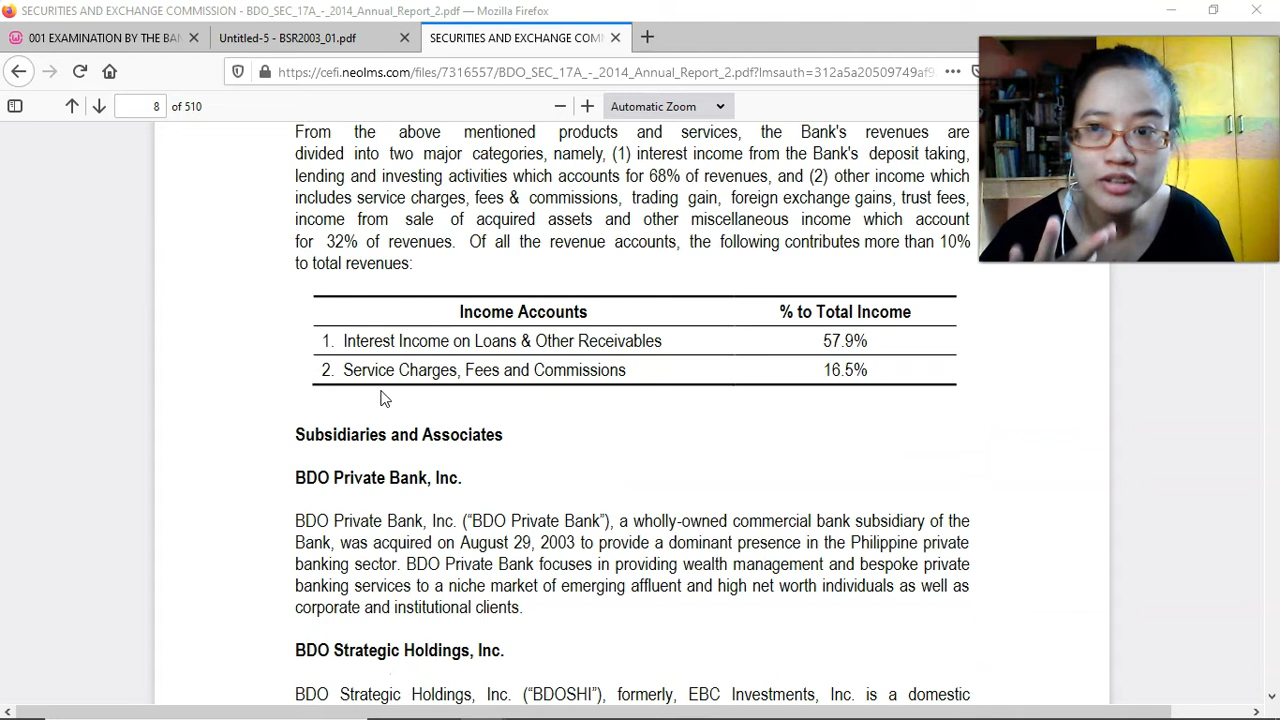 SECURITIES AND EXCHANGE COMMISSION - BDO_SEC_17A_-_2014_Annual_Report_2.pdf — Mozilla Firefox
001 EXAMINATION BY THE BAN
Untitled-5 - BSR2003_01.pdf
SECURITIES AND EXCHANGE COMM
https://cefi.neolms.com/files/7316557/BDO_SEC_17A_-_2014_Annual_Report_2.pdf?lmsauth=312a5a20509749af9
8 of 510
Automatic Zoom
From the above mentioned products and services, the Bank's revenues are
divided into two major categories, namely, (1) interest income from the Bank's deposit taking,
lending and investing activities which accounts for 68% of revenues, and (2) other income which
includes service charges, fees & commissions, trading gain, foreign exchange gains, trust fees,
income from sale of acquired assets and other miscellaneous income which account
for 32% of revenues. Of all the revenue accounts, the following contributes more than 10%
to total revenues:
Income Accounts % to Total Income
1. Interest Income on Loans & Other Receivables 57.9%
2. Service Charges, Fees and Commissions 16.5%
Subsidiaries and Associates
BDO Private Bank, Inc.
BDO Private Bank, Inc. (“BDO Private Bank”), a wholly-owned commercial bank subsidiary of the
Bank, was acquired on August 29, 2003 to provide a dominant presence in the Philippine private
banking sector. BDO Private Bank focuses in providing wealth management and bespoke private
banking services to a niche market of emerging affluent and high net worth individuals as well as
corporate and institutional clients.
BDO Strategic Holdings, Inc.
BDO Strategic Holdings, Inc. (“BDOSHI”), formerly, EBC Investments, Inc. is a domestic